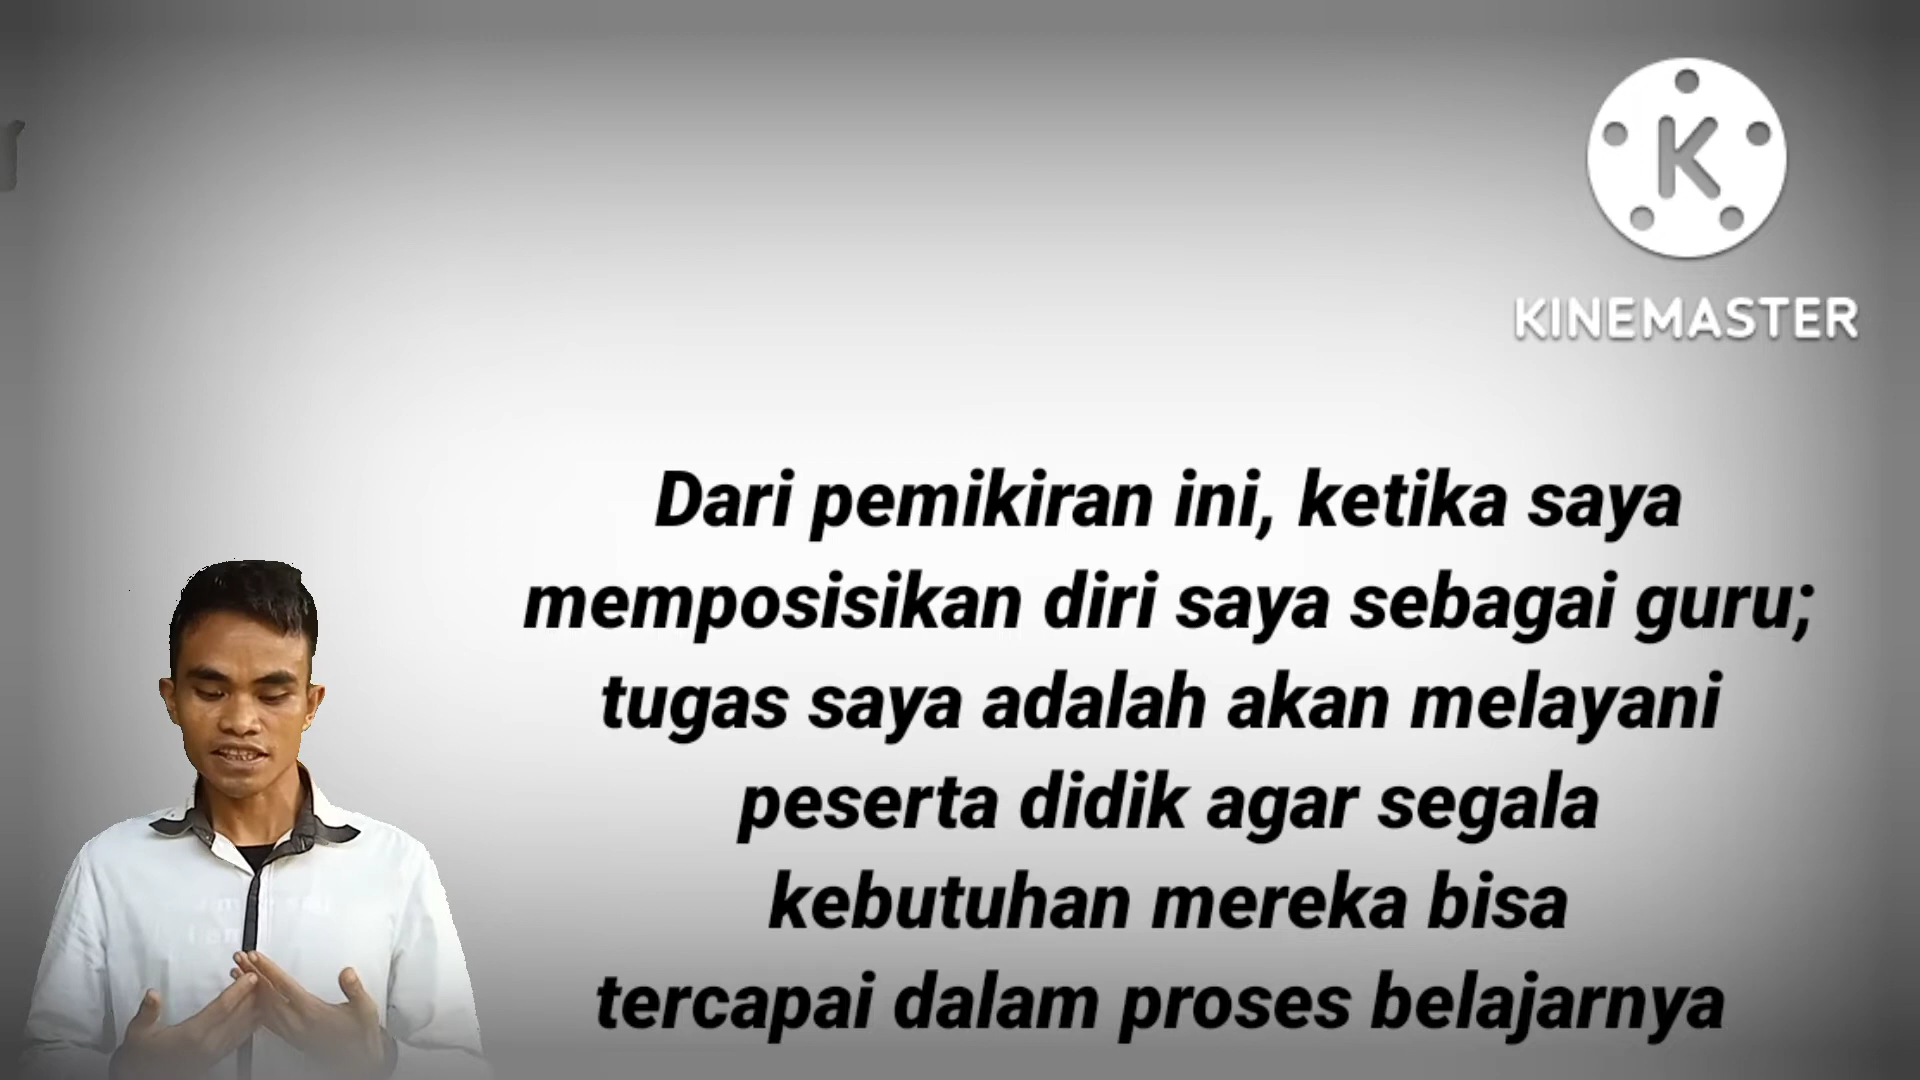 K
KINEMASTER
Dari pemikiran ini, ketika saya
memposisikan diri saya sebagai guru;
tugas saya adalah akan melayani
peserta didik agar segala
kebutuhan mereka bisa
tercapai dalam proses belajarnya